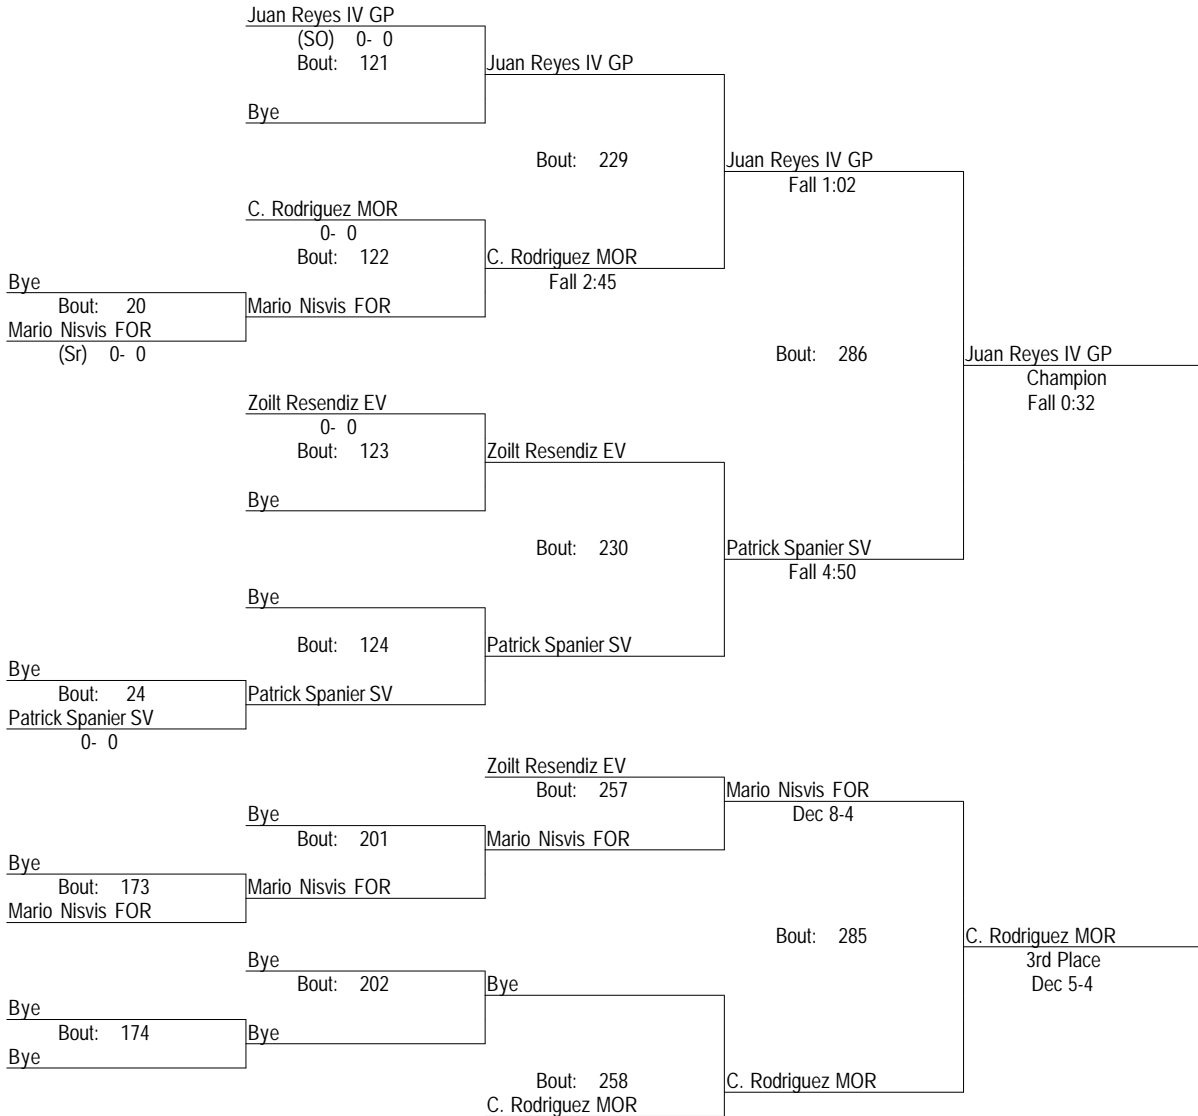 Juan Reyes IV GP
(SO) 0- 0
Bout: 121
Juan Reyes IV GP
Bye
Bout: 229
Juan Reyes IV GP
Fall 1:02
C. Rodriguez MOR
0- 0
Bout: 122
C. Rodriguez MOR
Fall 2:45
Bye
Bout: 20
Mario Nisvis FOR
Mario Nisvis FOR
(Sr) 0- 0
Bout: 286
Juan Reyes IV GP
Champion
Fall 0:32
Zoilt Resendiz EV
0- 0
Bout: 123
Zoilt Resendiz EV
Bye
Bout: 230
Patrick Spanier SV
Fall 4:50
Bye
Bout: 124
Patrick Spanier SV
Bye
Bout: 24
Patrick Spanier SV
Patrick Spanier SV
0- 0
Zoilt Resendiz EV
Bout: 257
Mario Nisvis FOR
Dec 8-4
Bye
Bout: 201
Mario Nisvis FOR
Bye
Bout: 173
Mario Nisvis FOR
Mario Nisvis FOR
Bout: 285
C. Rodriguez MOR
3rd Place
Dec 5-4
Bye
Bout: 202
Bye
Bye
Bout: 174
Bye
Bye
Bout: 258
C. Rodriguez MOR
C. Rodriguez MOR